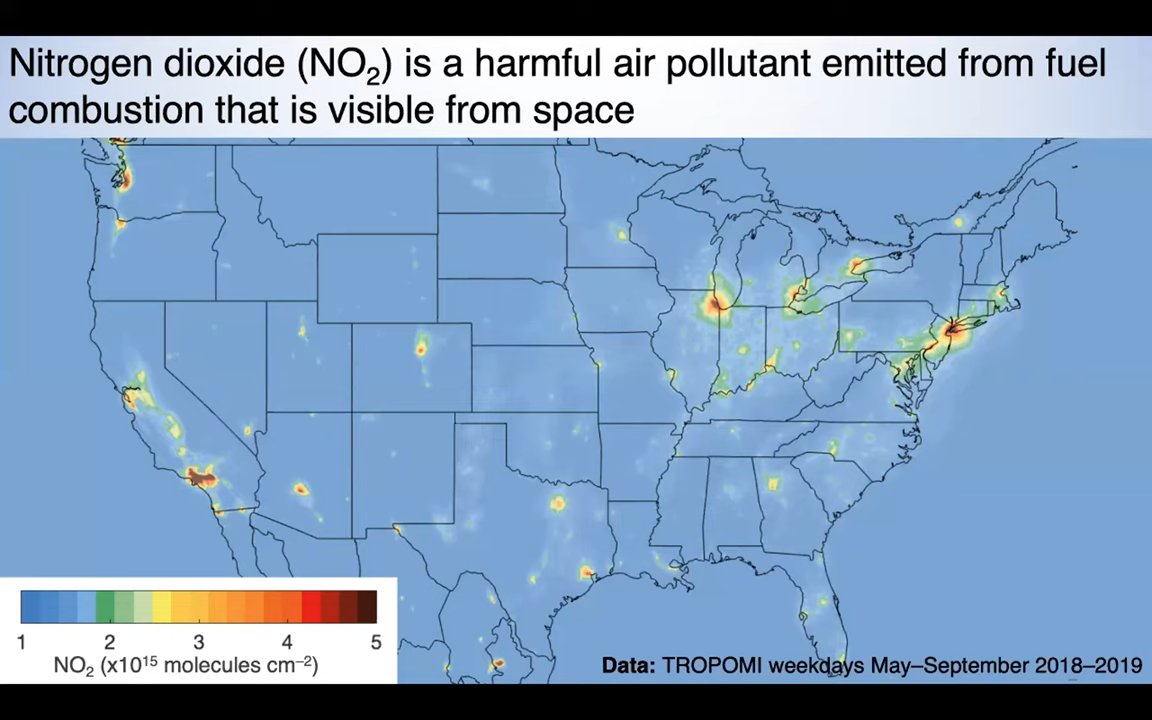 Nitrogen dioxide (NO₂) is a harmful air pollutant emitted from fuel
combustion that is visible from space
1 2 3 4 5
NO₂ (x10¹⁵ molecules cm⁻²)
Data: TROPOMI weekdays May–September 2018–2019